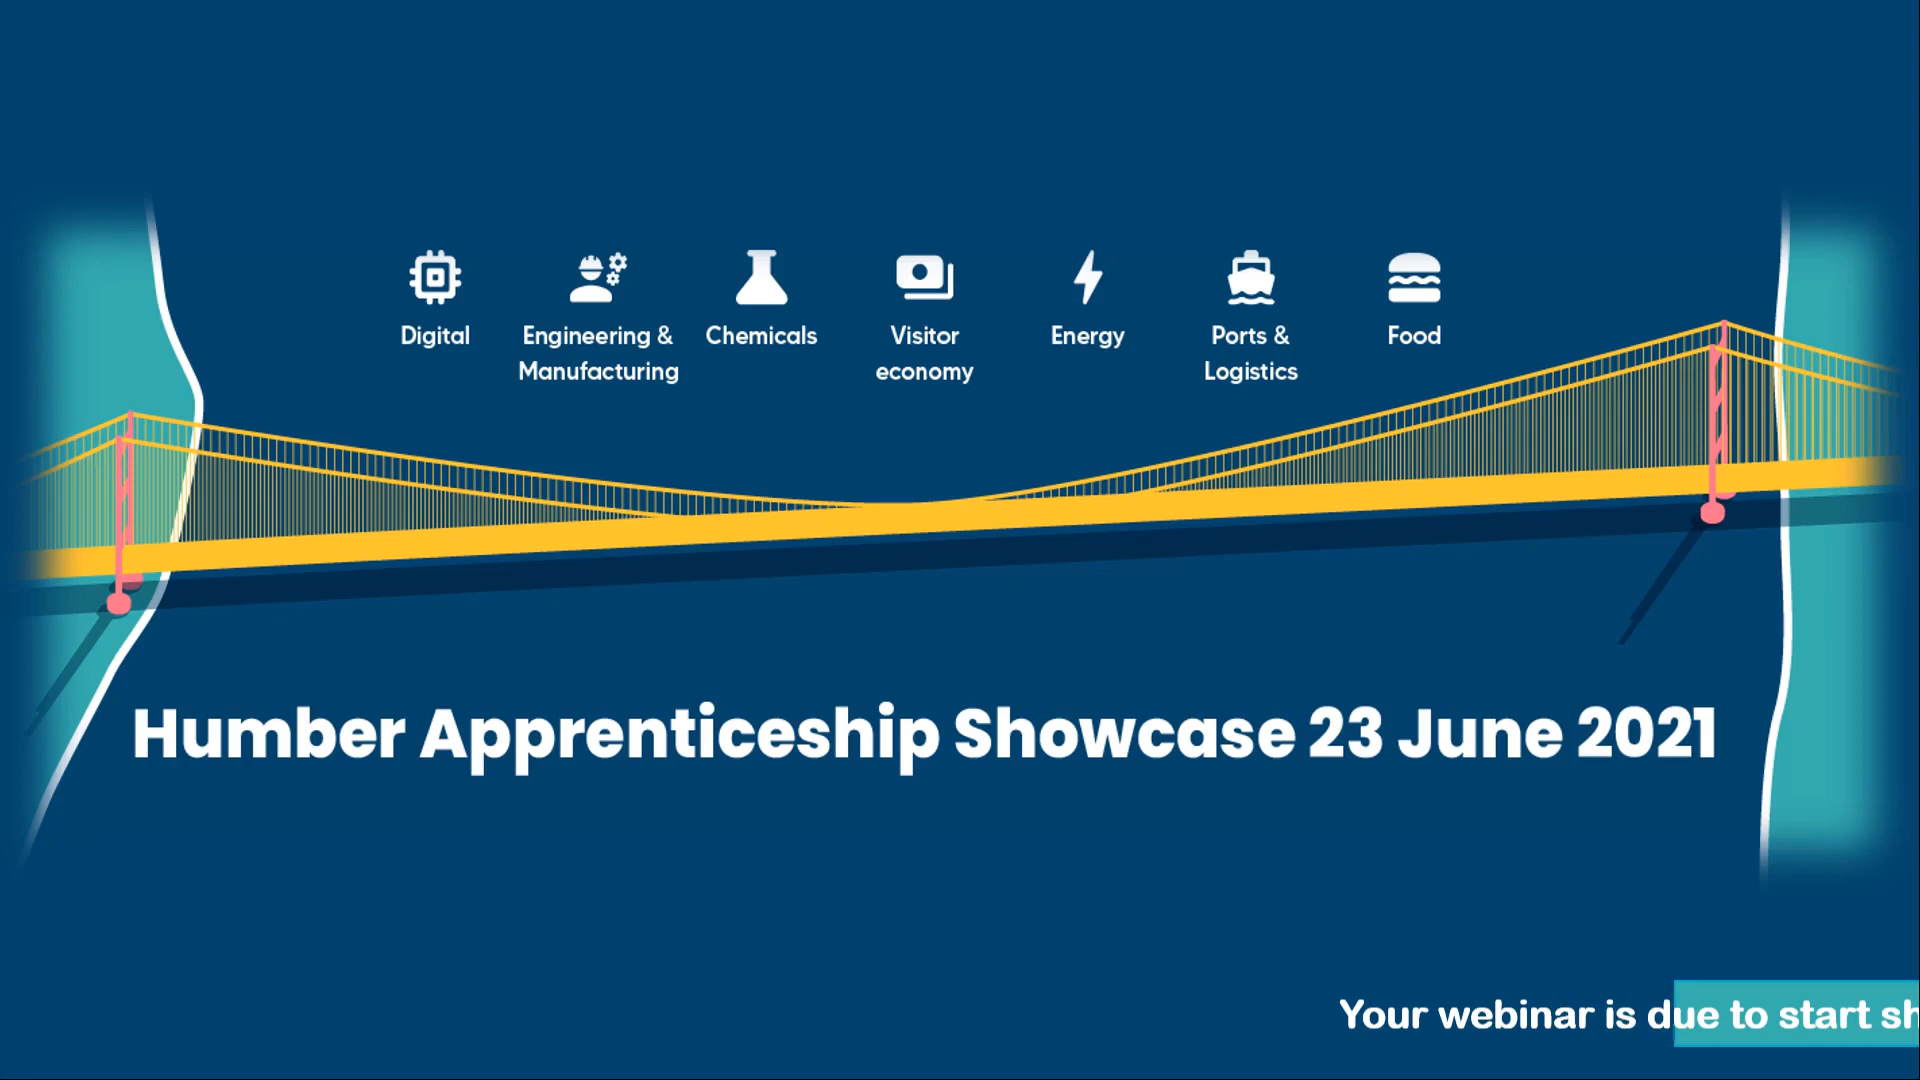 Digital
Engineering &
Manufacturing
Chemicals
Visitor
economy
Energy
Ports &
Logistics
Food
Humber Apprenticeship Showcase 23 June 2021
Your webinar is due to start sh